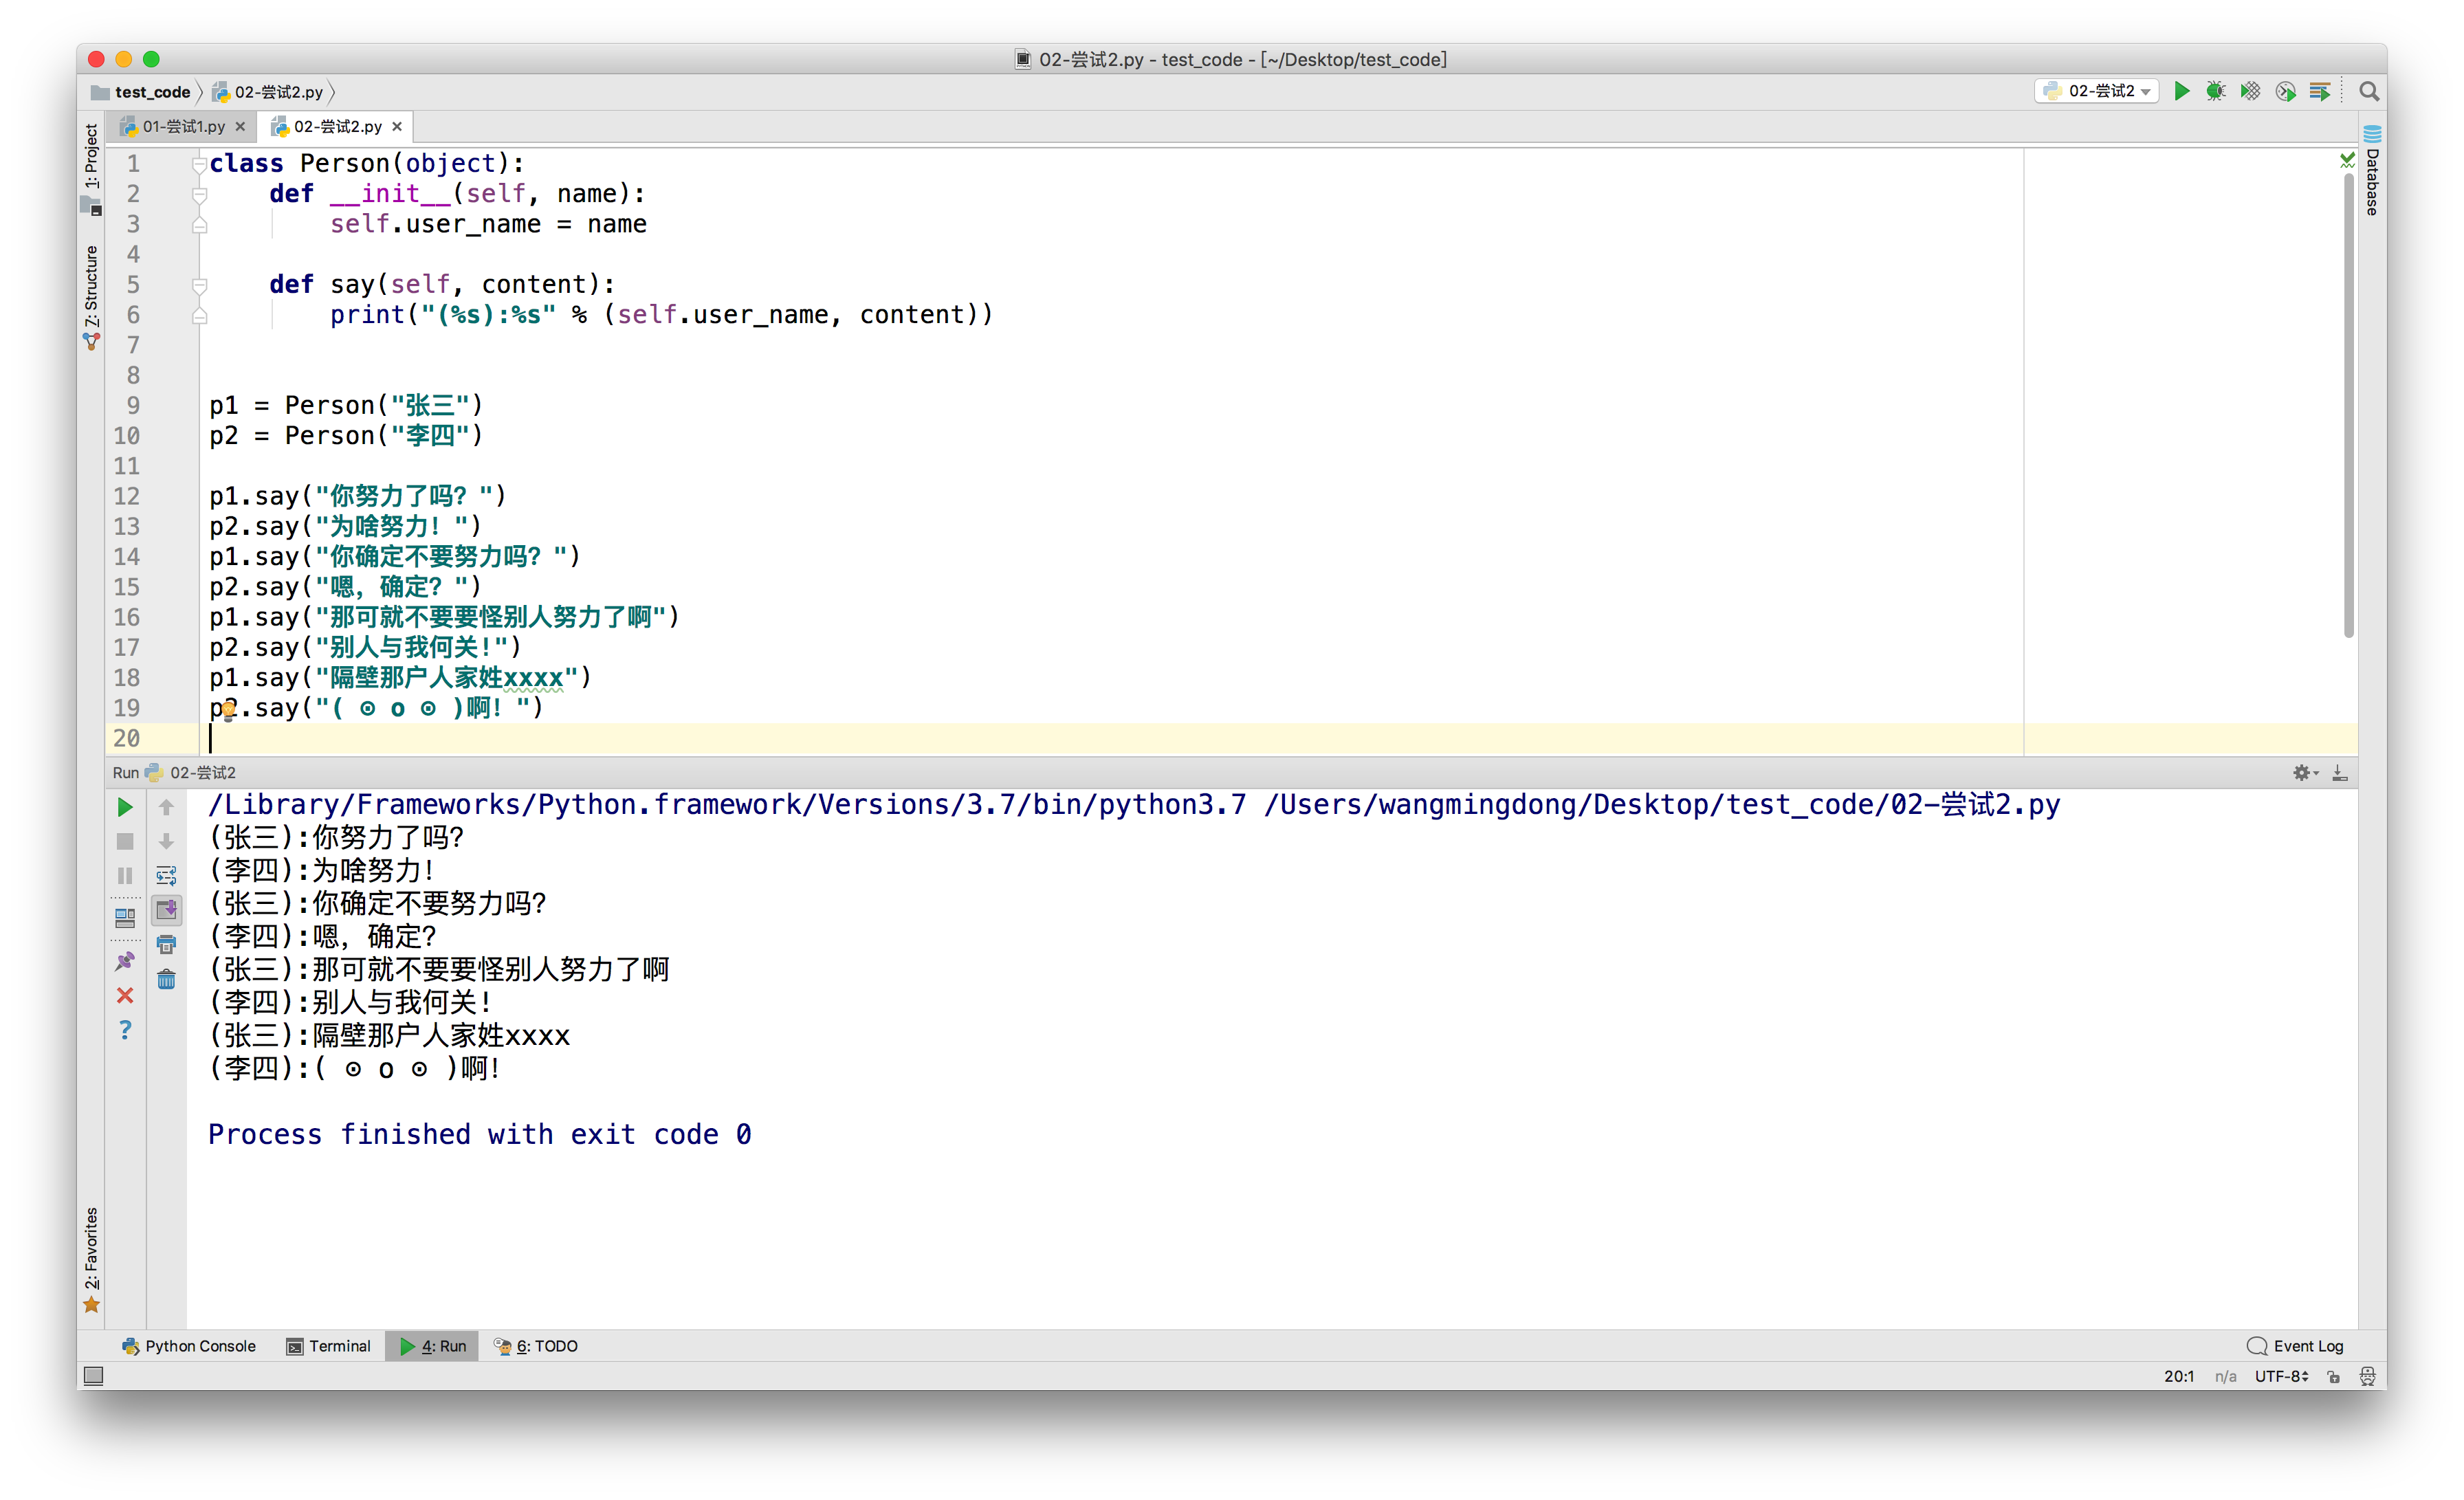 02-尝试2.py - test_code - [~/Desktop/test_code]
test_code 02-尝试2.py 02-尝试2
01-尝试1.py 02-尝试2.py
1: Project
7: Structure
Database
1 class Person(object):
2     def __init__(self, name):
3         self.user_name = name
4
5     def say(self, content):
6         print("(%s):%s" % (self.user_name, content))
7
8
9 p1 = Person("张三")
10 p2 = Person("李四")
11
12 p1.say("你努力了吗？")
13 p2.say("为啥努力！")
14 p1.say("你确定不要努力吗？")
15 p2.say("嗯，确定？")
16 p1.say("那可就不要要怪别人努力了啊")
17 p2.say("别人与我何关!")
18 p1.say("隔壁那户人家姓xxxx")
19 p2.say("( ⊙ o ⊙ )啊！")
20
Run 02-尝试2
/Library/Frameworks/Python.framework/Versions/3.7/bin/python3.7 /Users/wangmingdong/Desktop/test_code/02-尝试2.py
(张三):你努力了吗？
(李四):为啥努力！
(张三):你确定不要努力吗？
(李四):嗯，确定？
(张三):那可就不要要怪别人努力了啊
(李四):别人与我何关!
(张三):隔壁那户人家姓xxxx
(李四):( ⊙ o ⊙ )啊！
Process finished with exit code 0
2: Favorites
Python Console Terminal 4: Run 6: TODO Event Log
20:1 n/a UTF-8